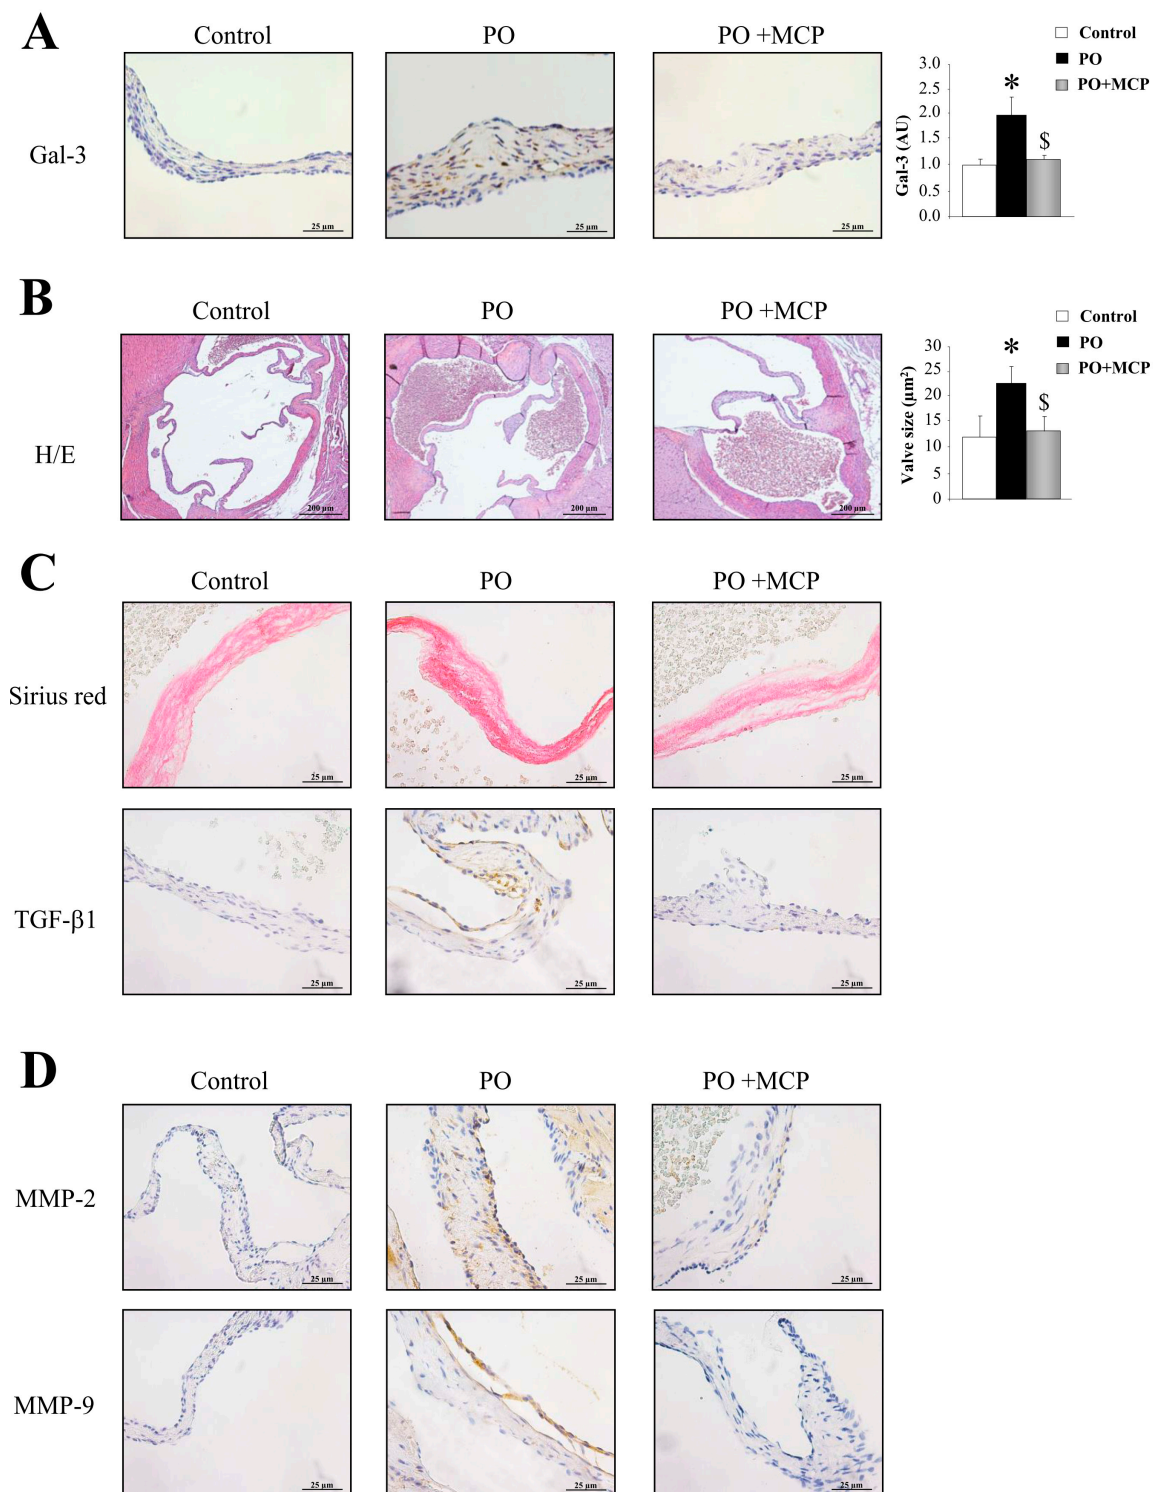 A
Control
PO
PO +MCP
Gal-3
25 µm
25 µm
25 µm
Control
PO
PO+MCP
Gal-3 (AU)
3.0
2.5
2.0
1.5
1.0
0.5
0.0
*
$
B
Control
PO
PO +MCP
H/E
200 µm
200 µm
200 µm
Control
PO
PO+MCP
Valve size (µm²)
30
25
20
15
10
5
0
*
$
C
Control
PO
PO +MCP
Sirius red
25 µm
25 µm
25 µm
TGF-β1
25 µm
25 µm
25 µm
D
Control
PO
PO +MCP
MMP-2
25 µm
25 µm
25 µm
MMP-9
25 µm
25 µm
25 µm